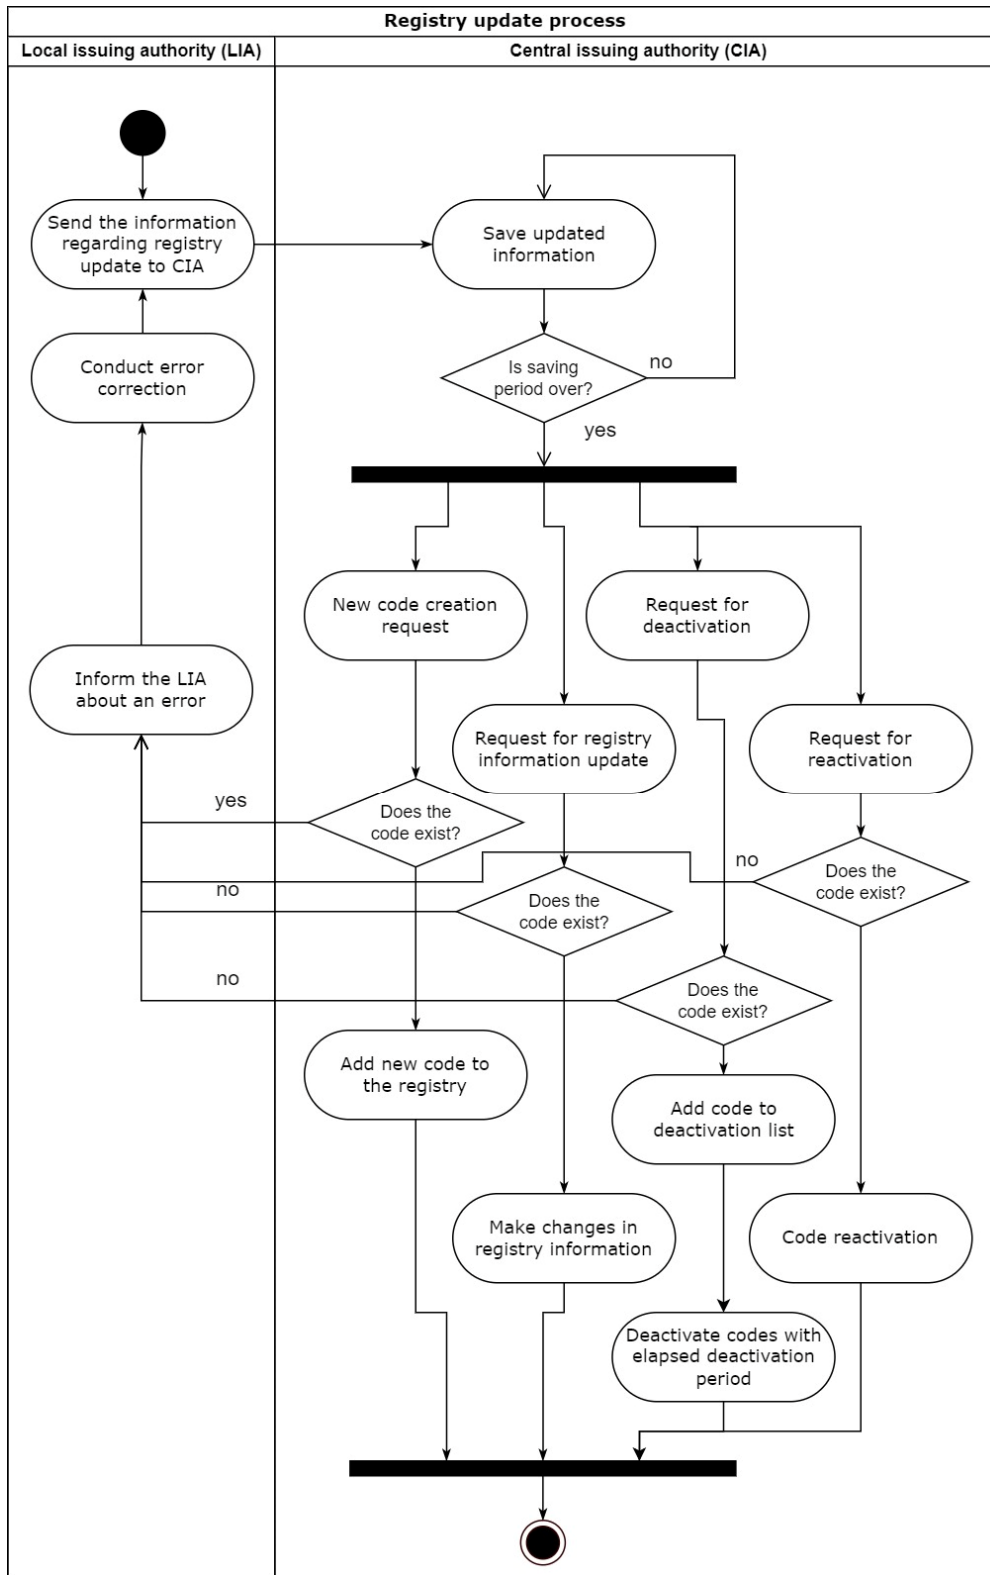 Registry update process
Local issuing authority (LIA)
Central issuing authority (CIA)
Send the information
regarding registry
update to CIA
Save updated
information
Conduct error
correction
Is saving
period over?
no
yes
New code creation
request
Request for
deactivation
Inform the LIA
about an error
Request for registry
information update
Request for
reactivation
yes
Does the
code exist?
no
no
Does the
code exist?
Does the
code exist?
no
Does the
code exist?
Add new code to
the registry
Add code to
deactivation list
Make changes in
registry information
Code reactivation
Deactivate codes with
elapsed deactivation
period